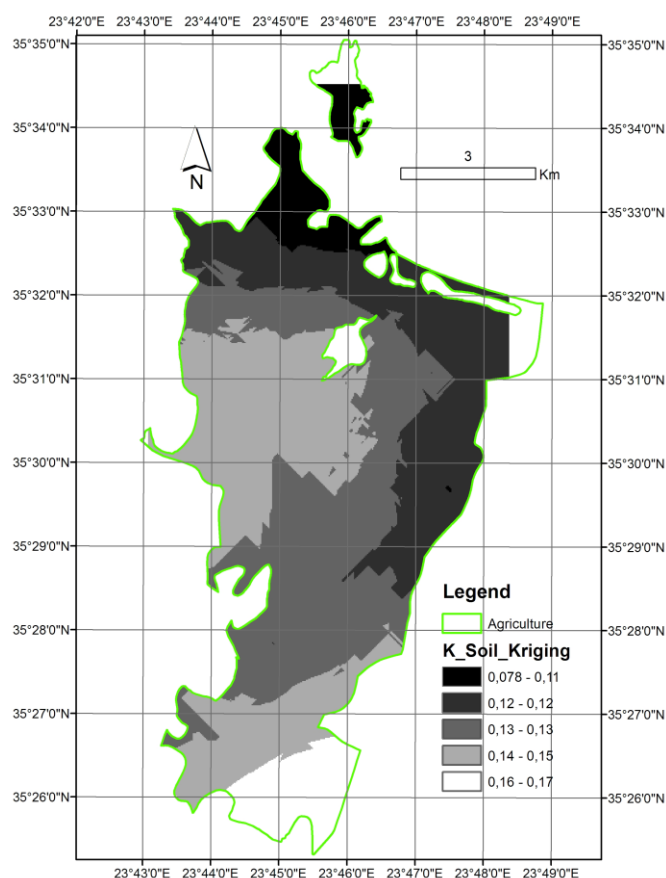 23°42'0"E 23°43'0"E 23°44'0"E 23°45'0"E 23°46'0"E 23°47'0"E 23°48'0"E 23°49'0"E
35°35'0"N 35°35'0"N
35°34'0"N 35°34'0"N
N
3
Km
35°33'0"N 35°33'0"N
35°32'0"N 35°32'0"N
35°31'0"N 35°31'0"N
35°30'0"N 35°30'0"N
35°29'0"N 35°29'0"N
Legend
Agriculture
35°28'0"N 35°28'0"N
K_Soil_Kriging
0,078 - 0,11
0,12 - 0,12
35°27'0"N 35°27'0"N
0,13 - 0,13
0,14 - 0,15
0,16 - 0,17
35°26'0"N 35°26'0"N
23°43'0"E 23°44'0"E 23°45'0"E 23°46'0"E 23°47'0"E 23°48'0"E 23°49'0"E